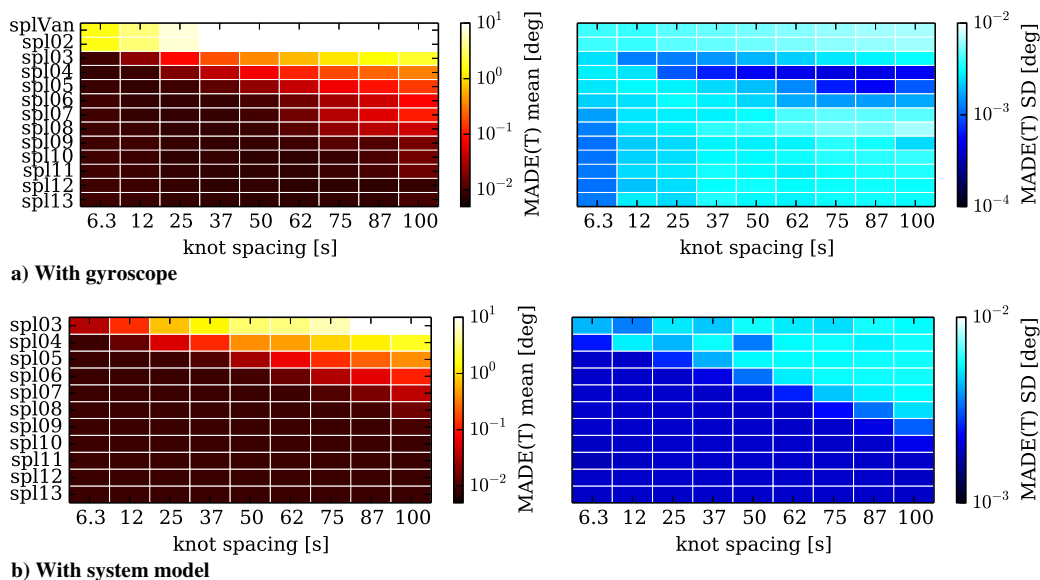 splVan
spl02
spl03
spl04
spl05
spl06
spl07
spl08
spl09
spl10
spl11
spl12
spl13
6.3 12 25 37 50 62 75 87 100
knot spacing [s]
10^1
10^0
10^-1
10^-2
MADE(T) mean [deg]
6.3 12 25 37 50 62 75 87 100
knot spacing [s]
10^-2
10^-3
10^-4
MADE(T) SD [deg]
a) With gyroscope
spl03
spl04
spl05
spl06
spl07
spl08
spl09
spl10
spl11
spl12
spl13
6.3 12 25 37 50 62 75 87 100
knot spacing [s]
10^1
10^0
10^-1
10^-2
MADE(T) mean [deg]
6.3 12 25 37 50 62 75 87 100
knot spacing [s]
10^-2
10^-3
MADE(T) SD [deg]
b) With system model